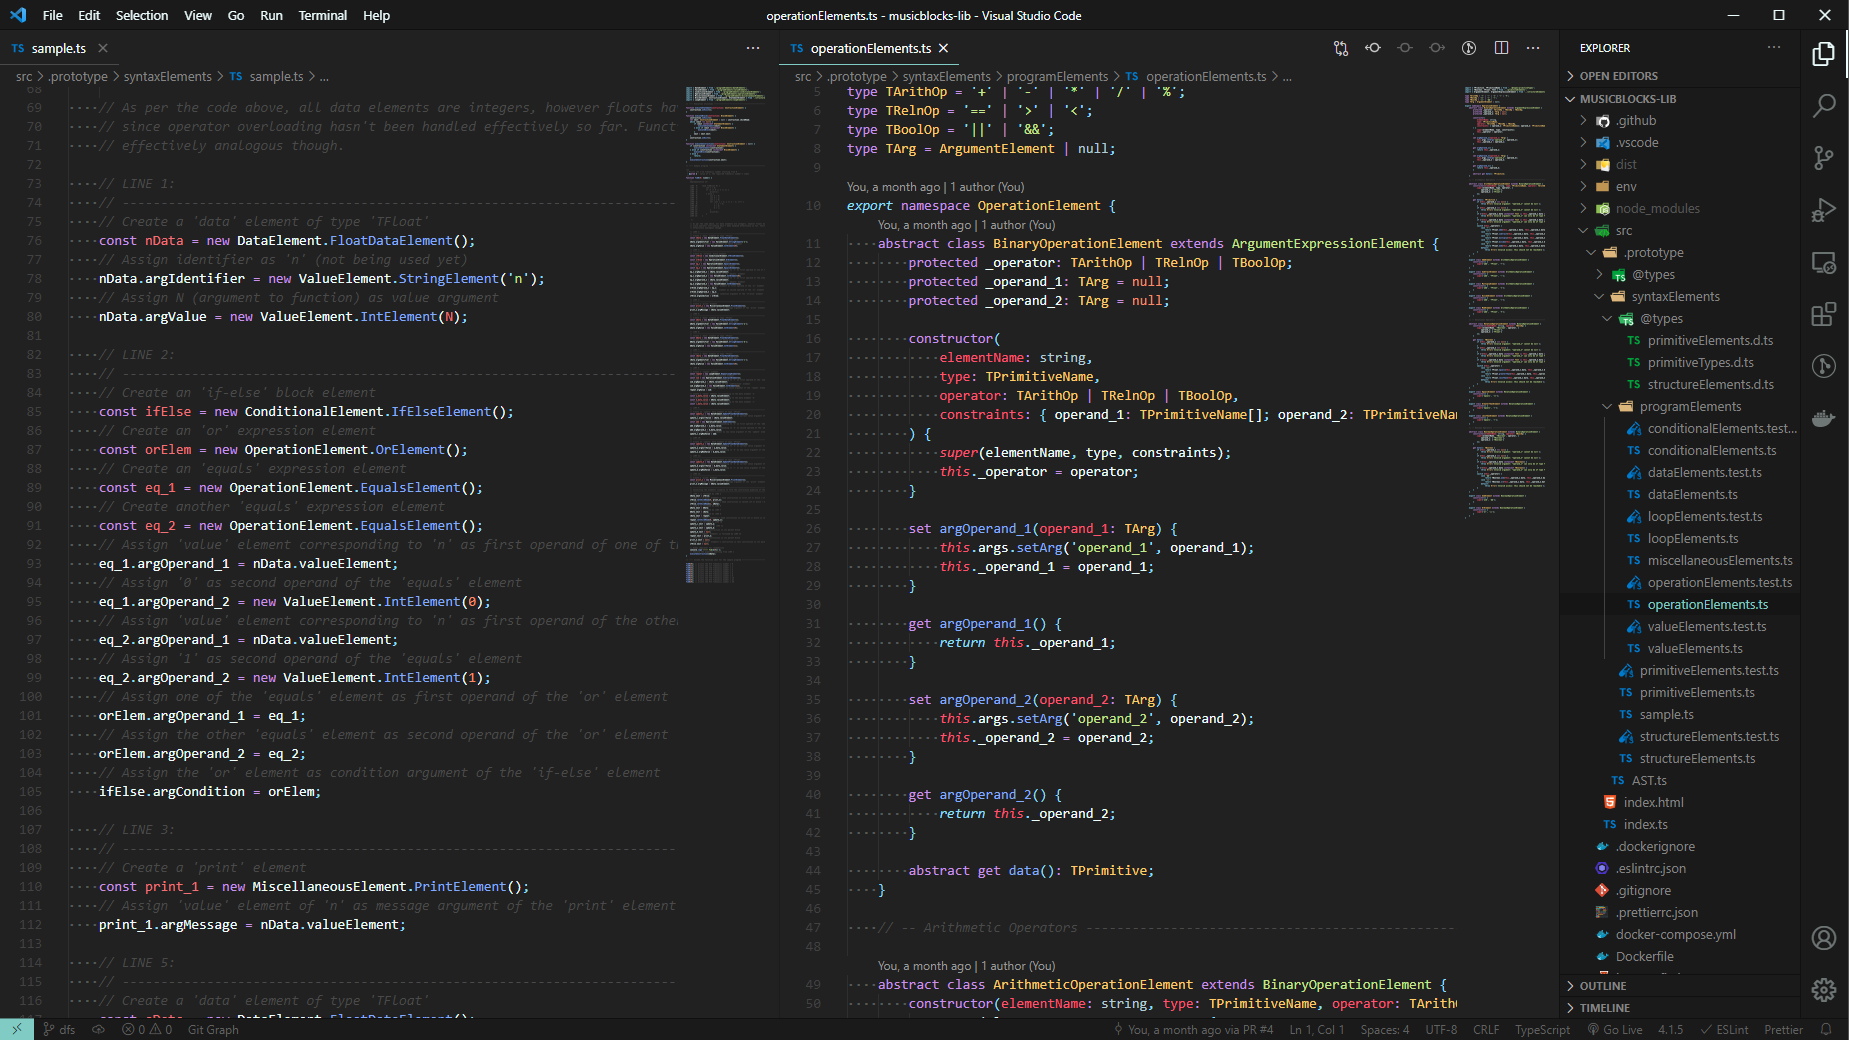 File Edit Selection View Go Run Terminal Help
operationElements.ts - musicblocks-lib - Visual Studio Code
TS sample.ts
src > .prototype > syntaxElements > TS sample.ts > ...
68
69 // As per the code above, all data elements are integers, however floats
70 // since operator overloading hasn't been handled effectively so far.
71 // effectively analogous though.
72
73 // LINE 1:
74 // ------------------------------------------------------------------------
75 // Create a 'data' element of type 'TFLoat'
76 const nData = new DataElement.FloatDataElement();
77 // Assign identifier as 'n' (not being used yet)
78 nData.argIdentifier = new ValueElement.StringElement('n');
79 // Assign N (argument to function) as value argument
80 nData.argValue = new ValueElement.IntElement(N);
81
82 // LINE 2:
83 // ------------------------------------------------------------------------
84 // Create an 'if-else' block element
85 const ifElse = new ConditionalElement.IfElseElement();
86 // Create an 'or' expression element
87 const orElem = new OperationElement.OrElement();
88 // Create an 'equals' expression element
89 const eq_1 = new OperationElement.EqualsElement();
90 // Create another 'equals' expression element
91 const eq_2 = new OperationElement.EqualsElement();
92 // Assign 'value' element corresponding to 'n' as first operand of one of
93 eq_1.argOperand_1 = nData.valueElement;
94 // Assign '0' as second operand of the 'equals' element
95 eq_1.argOperand_2 = new ValueElement.IntElement(0);
96 // Assign 'value' element corresponding to 'n' as first operand of the othe
97 eq_2.argOperand_1 = nData.valueElement;
98 // Assign '1' as second operand of the 'equals' element
99 eq_2.argOperand_2 = new ValueElement.IntElement(1);
100 // Assign one of the 'equals' element as first operand of the 'or' element
101 orElem.argOperand_1 = eq_1;
102 // Assign the other 'equals' element as second operand of the 'or' element
103 orElem.argOperand_2 = eq_2;
104 // Assign the 'or' element as condition argument of the 'if-else' element
105 ifElse.argCondition = orElem;
106
107 // LINE 3:
108 // ------------------------------------------------------------------------
109 // Create a 'print' element
110 const print_1 = new MiscellaneousElement.PrintElement();
111 // Assign 'value' element of 'n' as message argument of the 'print' element
112 print_1.argMessage = nData.valueElement;
113
114 // LINE 5:
115 // ------------------------------------------------------------------------
116 // Create a 'data' element of type 'TFLoat'
TS operationElements.ts
src > .prototype > syntaxElements > programElements > TS operationElements.ts > ...
5 type TArithOp = '+' | '-' | '*' | '/' | '%';
6 type TRelnOp = '==' | '>' | '<';
7 type TBoolOp = '||' | '&&';
8 type TArg = ArgumentElement | null;
9
You, a month ago | 1 author (You)
10 export namespace OperationElement {
You, a month ago | 1 author (You)
11 abstract class BinaryOperationElement extends ArgumentExpressionElement {
12 protected _operator: TArithOp | TRelnOp | TBoolOp;
13 protected _operand_1: TArg = null;
14 protected _operand_2: TArg = null;
15
16 constructor(
17 elementName: string,
18 type: TPrimitiveName,
19 operator: TArithOp | TRelnOp | TBoolOp,
20 constraints: { operand_1: TPrimitiveName[]; operand_2: TPrimitiveNa
21 ) {
22 super(elementName, type, constraints);
23 this._operator = operator;
24 }
25
26 set argOperand_1(operand_1: TArg) {
27 this.args.setArg('operand_1', operand_1);
28 this._operand_1 = operand_1;
29 }
30
31 get argOperand_1() {
32 return this._operand_1;
33 }
34
35 set argOperand_2(operand_2: TArg) {
36 this.args.setArg('operand_2', operand_2);
37 this._operand_2 = operand_2;
38 }
39
40 get argOperand_2() {
41 return this._operand_2;
42 }
43
44 abstract get data(): TPrimitive;
45 }
46
47 // -- Arithmetic Operators ------------------------------------------------
48
You, a month ago | 1 author (You)
49 abstract class ArithmeticOperationElement extends BinaryOperationElement {
50 constructor(elementName: string, type: TPrimitiveName, operator: TArith
EXPLORER
OPEN EDITORS
MUSICBLOCKS-LIB
.github
.vscode
dist
env
node_modules
src
.prototype
@types
syntaxElements
@types
TS primitiveElements.d.ts
TS primitiveTypes.d.ts
TS structureElements.d.ts
programElements
conditionalElements.test...
TS conditionalElements.ts
dataElements.test.ts
TS dataElements.ts
loopElements.test.ts
TS loopElements.ts
TS miscellaneousElements.ts
operationElements.test.ts
TS operationElements.ts
valueElements.test.ts
TS valueElements.ts
primitiveElements.test.ts
TS primitiveElements.ts
TS sample.ts
structureElements.test.ts
TS structureElements.ts
TS AST.ts
index.html
TS index.ts
.dockerignore
.eslintrc.json
.gitignore
.prettierrc.json
docker-compose.yml
Dockerfile
OUTLINE
TIMELINE
dfs 0 0 Git Graph
You, a month ago via PR #4 Ln 1, Col 1 Spaces: 4 UTF-8 CRLF TypeScript Go Live 4.1.5 ESLint Prettier